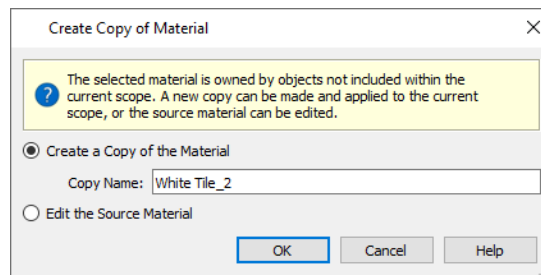 Create Copy of Material
The selected material is owned by objects not included within the
current scope. A new copy can be made and applied to the current
scope, or the source material can be edited.
Create a Copy of the Material
Copy Name: White Tile_2
Edit the Source Material
OK Cancel Help